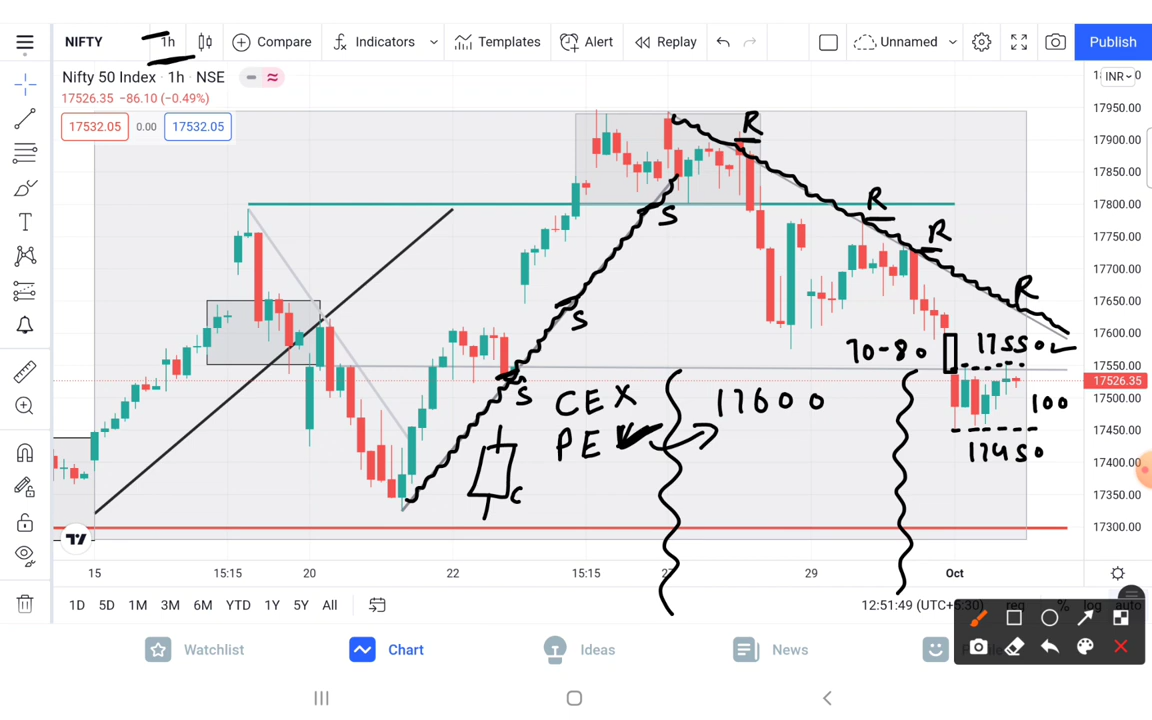 NIFTY 1h Compare Indicators Templates Alert Replay Unnamed Publish
Nifty 50 Index · 1h · NSE
17526.35 −86.10 (−0.49%)
17532.05 0.00 17532.05
INR
17950.00
17900.00
17850.00
17800.00
17750.00
17700.00
17650.00
17600.00
17550.00
17526.35
17500.00
17450.00
17400.00
17350.00
17300.00
R
R
R
R
S
S
S
70-80 17550
CEX 17600 100
PE
17450
C
15 15:15 20 22 15:15 27 29 Oct
1D 5D 1M 3M 6M YTD 1Y 5Y All 12:51:49 (UTC+5:30) % log auto
Watchlist Chart Ideas News